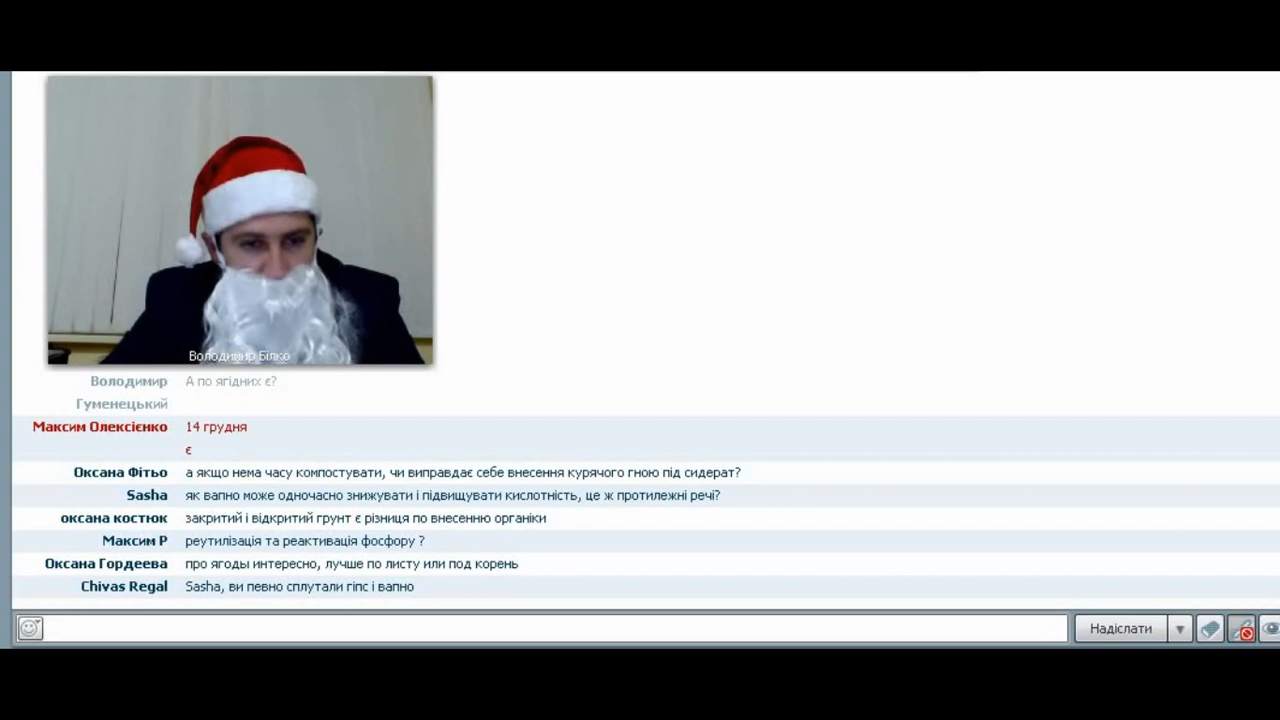 Володимир Білко
Володимир А по ягідних є?
Гуменецький
Максим Олексієнко 14 грудня
є
Оксана Фітьо а якщо нема часу компостувати, чи виправдає себе внесення курячого гною під сидерат?
Sasha як вапно може одночасно знижувати і підвищувати кислотність, це ж протилежні речі?
оксана костюк закритий і відкритий грунт є різниця по внесенню органіки
Максим Р реутилізація та реактивація фосфору ?
Оксана Гордеева про ягоды интересно, лучше по листу или под корень
Chivas Regal Sasha, ви певно сплутали гіпс і вапно
Надіслати